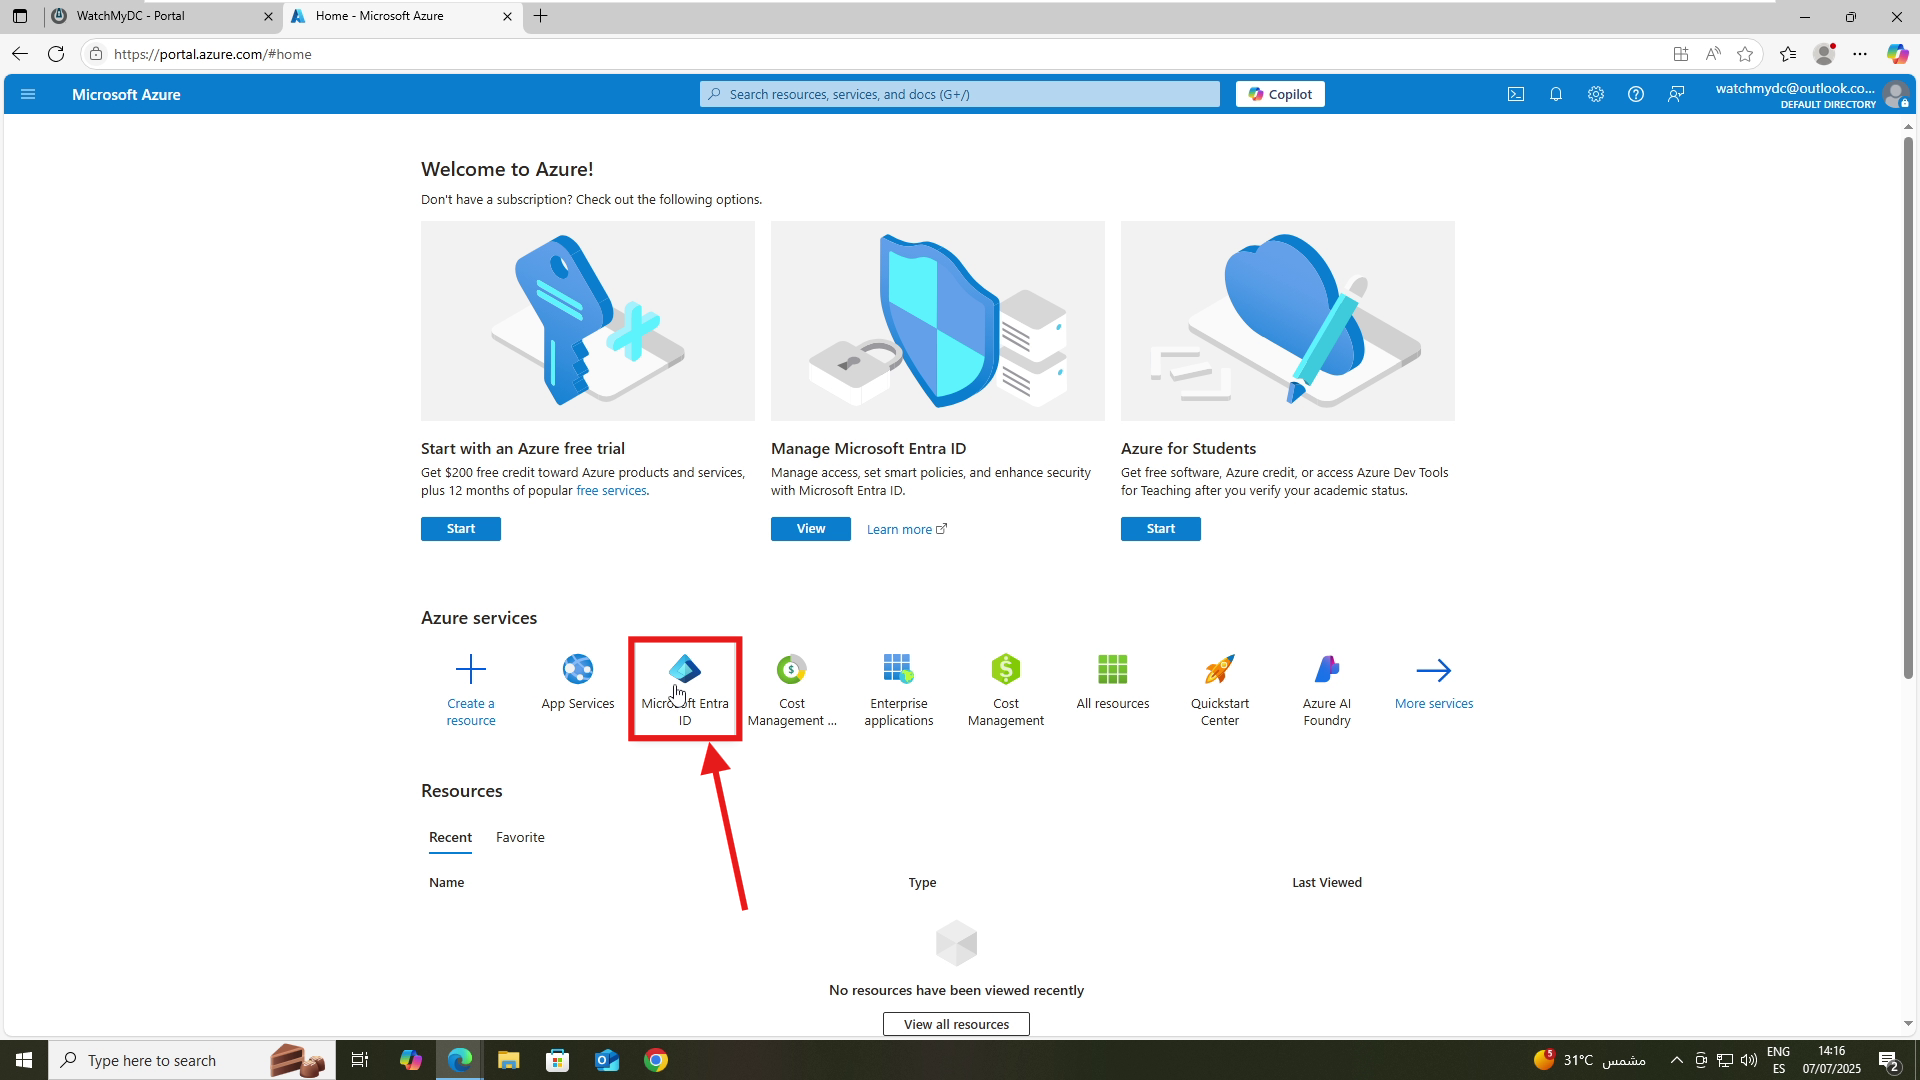 WatchMyDC - Portal
Home - Microsoft Azure
https://portal.azure.com/#home
Microsoft Azure
Search resources, services, and docs (G+/)
Copilot
watchmydc@outlook.co...
DEFAULT DIRECTORY
Welcome to Azure!
Don't have a subscription? Check out the following options.
Start with an Azure free trial
Get $200 free credit toward Azure products and services,
plus 12 months of popular free services.
Start
Manage Microsoft Entra ID
Manage access, set smart policies, and enhance security
with Microsoft Entra ID.
View
Learn more
Azure for Students
Get free software, Azure credit, or access Azure Dev Tools
for Teaching after you verify your academic status.
Start
Azure services
Create a
resource
App Services
Microsoft Entra
ID
Cost
Management ...
Enterprise
applications
Cost
Management
All resources
Quickstart
Center
Azure AI
Foundry
More services
Resources
Recent
Favorite
Name
Type
Last Viewed
No resources have been viewed recently
View all resources
Type here to search
5
31°C مشمس
ENG
ES
14:16
07/07/2025
2